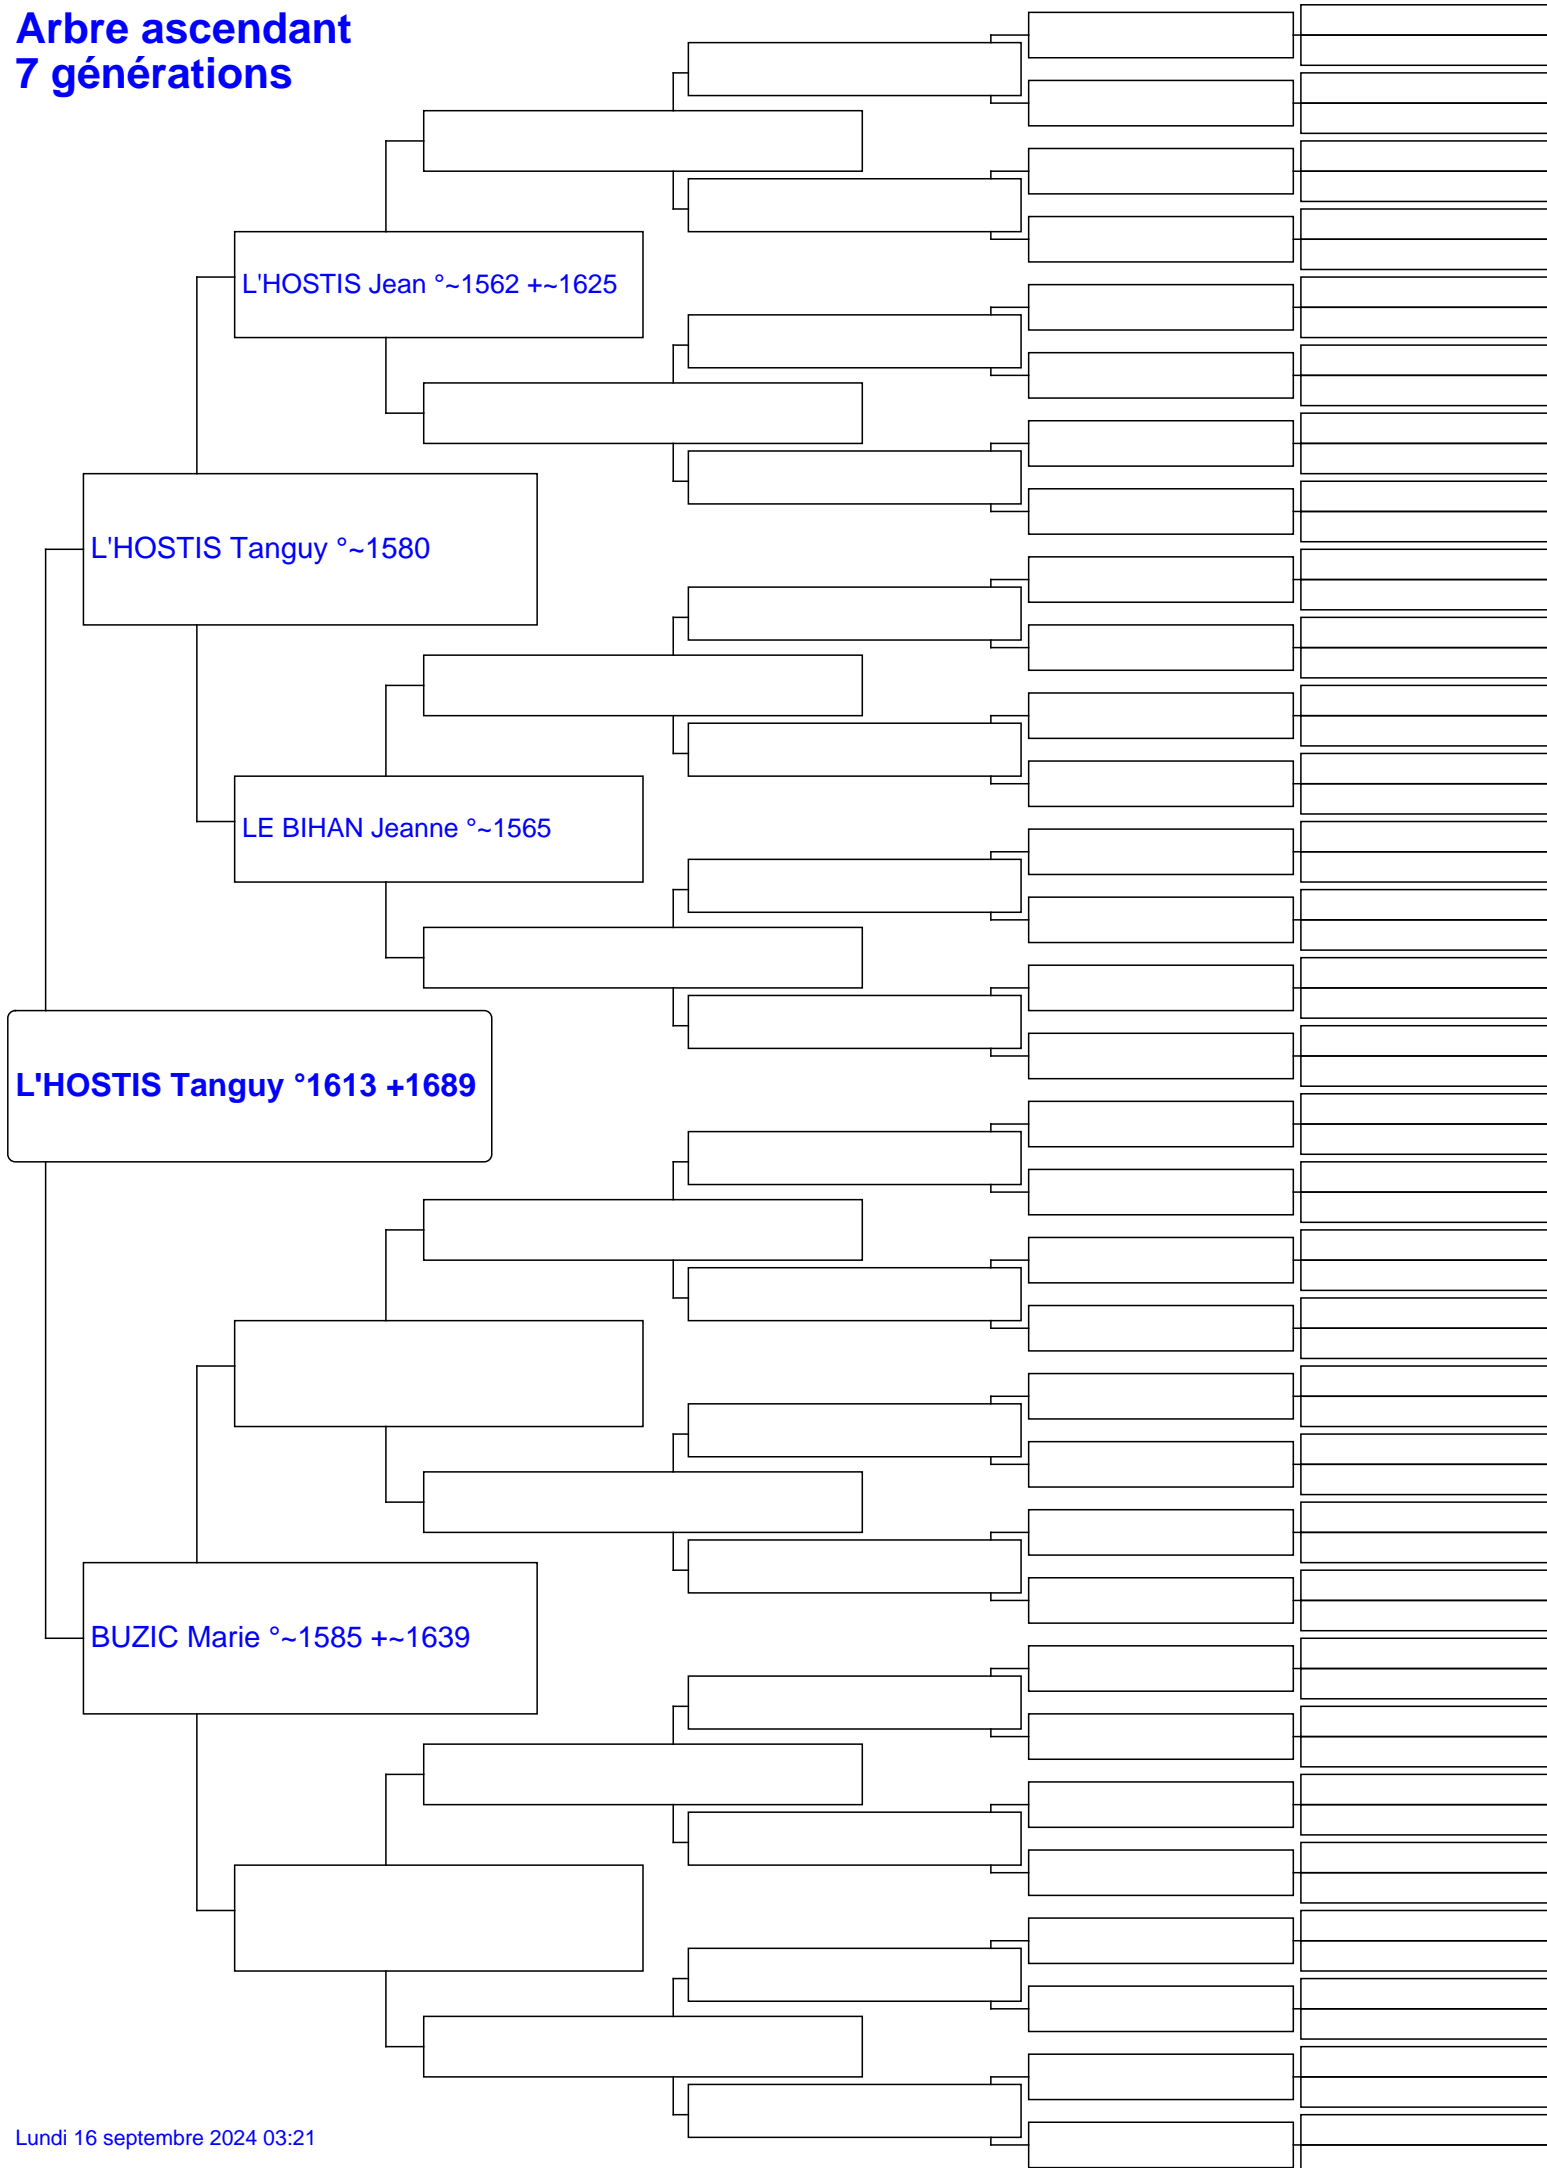 Arbre ascendant
7 générations
L'HOSTIS Jean °~1562 +~1625
L'HOSTIS Tanguy °~1580
LE BIHAN Jeanne °~1565
L'HOSTIS Tanguy °1613 +1689
BUZIC Marie °~1585 +~1639
Lundi 16 septembre 2024 03:21